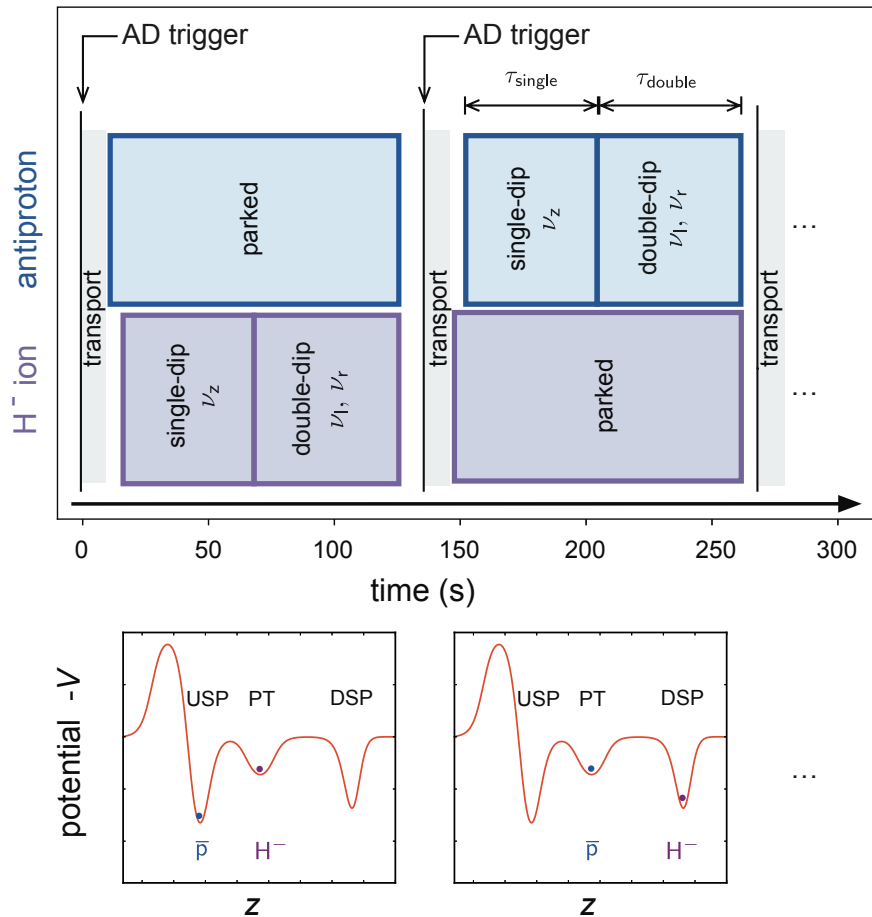 AD trigger
AD trigger
τsingle
τdouble
antiproton
parked
single-dip
νz
double-dip
νl, νr
...
transport
transport
transport
H⁻ ion
single-dip
νz
double-dip
νl, νr
parked
...
0 50 100 150 200 250 300
time (s)
potential -V
USP PT DSP
p̅ H⁻
z
USP PT DSP
p̅ H⁻
z
...